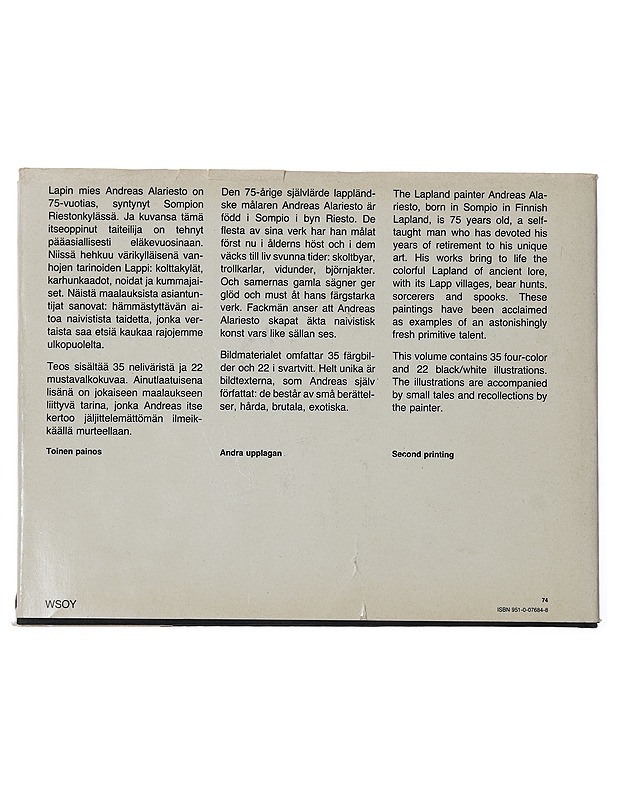 Lapin mies Andreas Alariesto on
75-vuotias, syntynyt Sompion
Riestonkylässä. Ja kuvansa tämä
itseoppinut taiteilija on tehnyt
pääasiallisesti eläkevuosinaan.
Niissä hehkuu värikylläisenä van-
hojen tarinoiden Lappi: kolttakylät,
karhunkaadot, noidat ja kummajai-
set. Näistä maalauksista asiantun-
tijat sanovat: hämmästyttävän ai-
toa naivistista taidetta, jonka ver-
taista saa etsiä kaukaa rajojemme
ulkopuolelta.
Teos sisältää 35 neliväristä ja 22
mustavalkokuvaa. Ainutlaatuisena
lisänä on jokaiseen maalaukseen
liittyvä tarina, jonka Andreas itse
kertoo jäljittelemättömän ilmeik-
käällä murteellaan.
Toinen painos
Den 75-årige självlärde lappländ-
ske målaren Andreas Alariesto är
född i Sompio i byn Riesto. De
flesta av sina verk har han målat
först nu i ålderns höst och i dem
väcks till liv svunna tider: skoltbyar,
trollkarlar, vidunder, björnjakter.
Och samernas gamla sägner ger
glöd och must åt hans färgstarka
verk. Fackmän anser att Andreas
Alariesto skapat äkta naivistisk
konst vars like sällan ses.
Bildmaterialet omfattar 35 färgbil-
der och 22 i svartvitt. Helt unika är
bildtexterna, som Andreas själv
författat: de består av små berättel-
ser, hårda, brutala, exotiska.
Andra upplagan
The Lapland painter Andreas Ala-
riesto, born in Sompio in Finnish
Lapland, is 75 years old, a self-
taught man who has devoted his
years of retirement to his unique
art. His works bring to life the
colorful Lapland of ancient lore,
with its Lapp villages, bear hunts,
sorcerers and spooks. These
paintings have been acclaimed
as examples of an astonishingly
fresh primitive talent.
This volume contains 35 four-color
and 22 black/white illustrations.
The illustrations are accompanied
by small tales and recollections by
the painter.
Second printing
WSOY
74
ISBN 951-0-07684-8